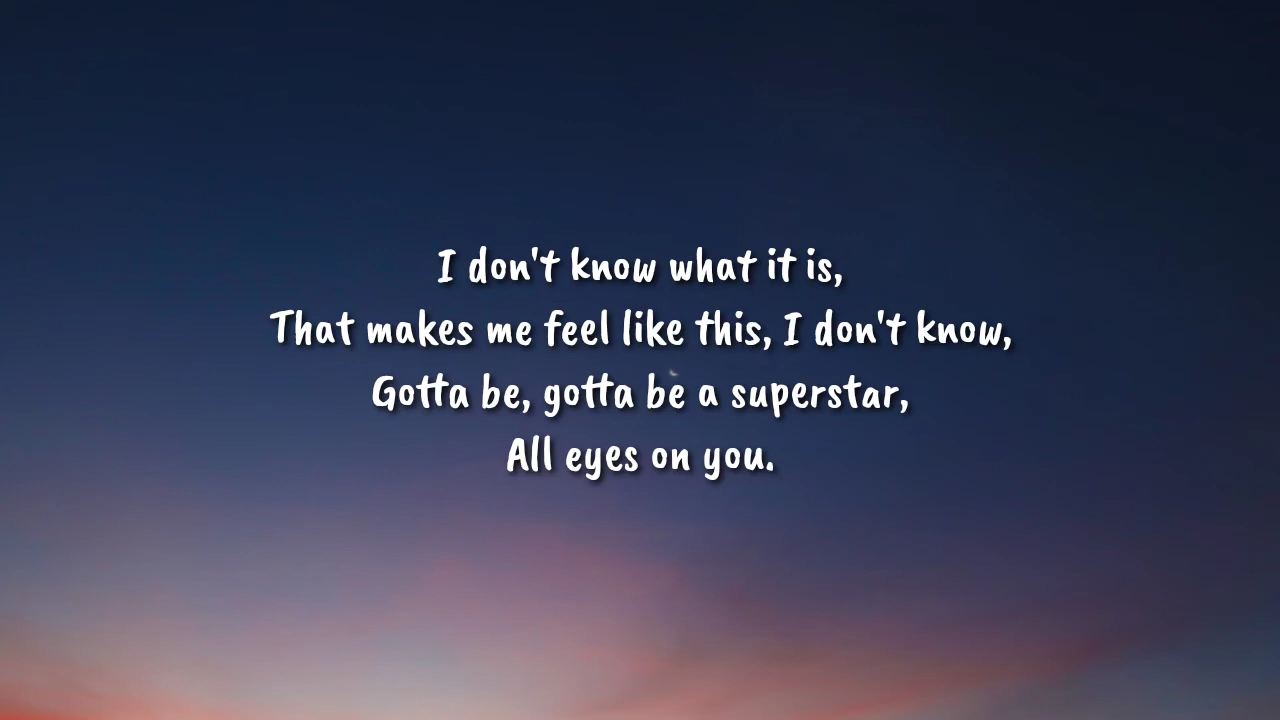 I don't know what it is,
That makes me feel like this, I don't know,
Gotta be, gotta be a superstar,
All eyes on you.